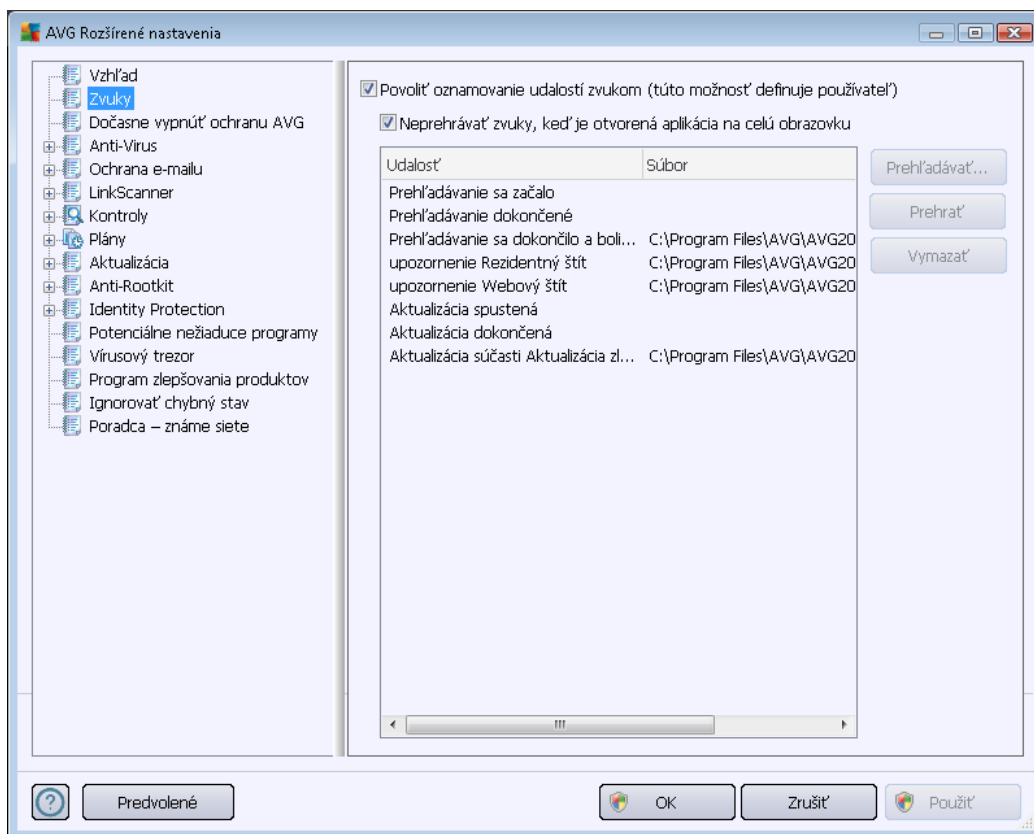 AVG Rozšírené nastavenia
Vzhľad
Zvuky
Dočasne vypnúť ochranu AVG
Anti-Virus
Ochrana e-mailu
LinkScanner
Kontroly
Plány
Aktualizácia
Anti-Rootkit
Identity Protection
Potenciálne nežiaduce programy
Vírusový trezor
Program zlepšovania produktov
Ignorovať chybný stav
Poradca – známe siete
Povoliť oznamovanie udalostí zvukom (túto možnosť definuje používateľ)
Neprehrávať zvuky, keď je otvorená aplikácia na celú obrazovku
Udalosť Súbor
Prehľadávanie sa začalo
Prehľadávanie dokončené
Prehľadávanie sa dokončilo a boli... C:\Program Files\AVG\AVG20
upozornenie Rezidentný štít C:\Program Files\AVG\AVG20
upozornenie Webový štít C:\Program Files\AVG\AVG20
Aktualizácia spustená
Aktualizácia dokončená
Aktualizácia súčasti Aktualizácia zl... C:\Program Files\AVG\AVG20
Prehľadávať...
Prehrať
Vymazať
Predvolené
OK
Zrušiť
Použiť